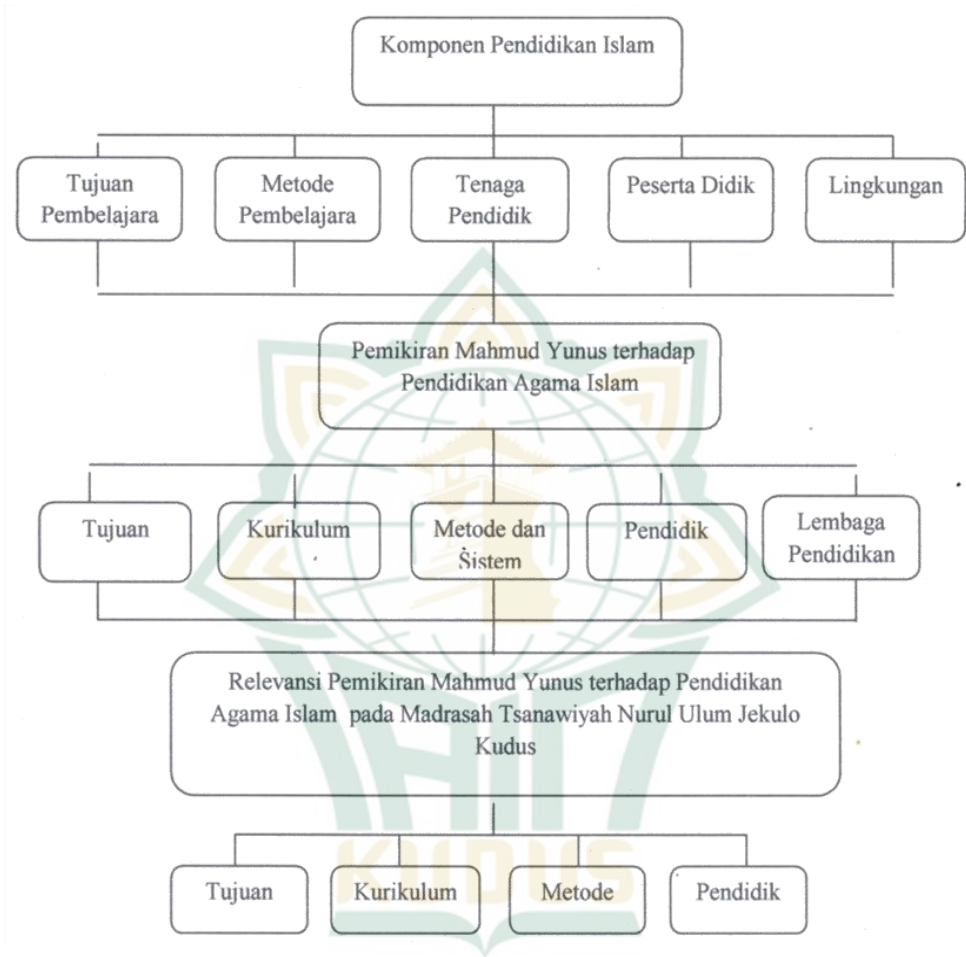 Komponen Pendidikan Islam
Tujuan
Pembelajara
Metode
Pembelajara
Tenaga
Pendidik
Peserta Didik
Lingkungan
Pemikiran Mahmud Yunus terhadap
Pendidikan Agama Islam
Tujuan
Kurikulum
Metode dan
Sistem
Pendidik
Lembaga
Pendidikan
Relevansi Pemikiran Mahmud Yunus terhadap Pendidikan
Agama Islam pada Madrasah Tsanawiyah Nurul Ulum Jekulo
Kudus
Tujuan
Kurikulum
Metode
Pendidik
IAIN
KUDUS